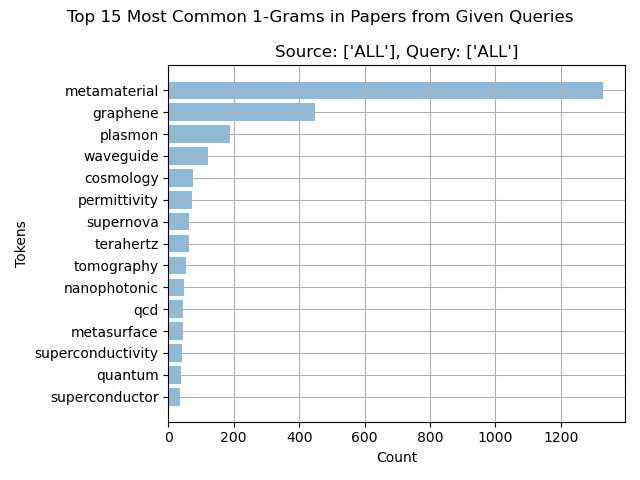 Top 15 Most Common 1-Grams in Papers from Given Queries
Source: ['ALL'], Query: ['ALL']
Tokens
metamaterial
graphene
plasmon
waveguide
cosmology
permittivity
supernova
terahertz
tomography
nanophotonic
qcd
metasurface
superconductivity
quantum
superconductor
0 200 400 600 800 1000 1200
Count